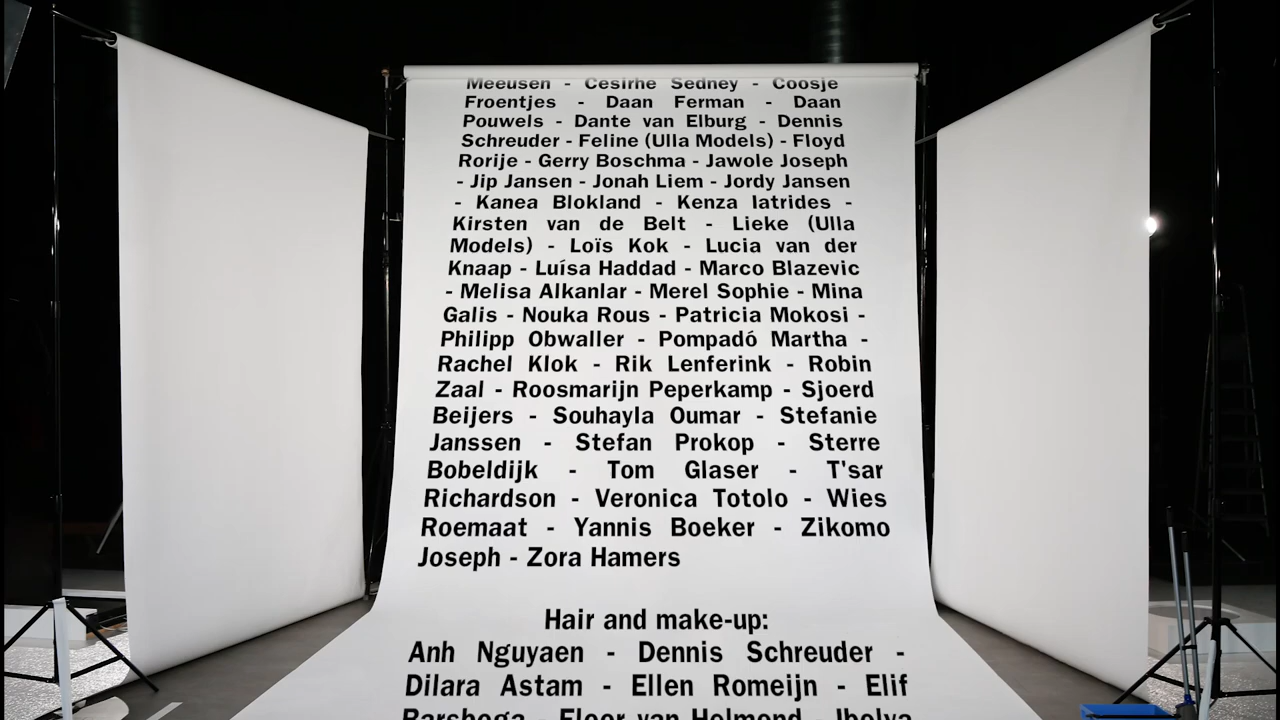 Meeusen - Cesirhe Sedney - Coosje
Froentjes - Daan Ferman - Daan
Pouwels - Dante van Elburg - Dennis
Schreuder - Feline (Ulla Models) - Floyd
Rorije - Gerry Boschma - Jawole Joseph
- Jip Jansen - Jonah Liem - Jordy Jansen
- Kanea Blokland - Kenza Iatrides -
Kirsten van de Belt - Lieke (Ulla
Models) - Loïs Kok - Lucia van der
Knaap - Luísa Haddad - Marco Blazevic
- Melisa Alkanlar - Merel Sophie - Mina
Galis - Nouka Rous - Patricia Mokosi -
Philipp Obwaller - Pompadó Martha -
Rachel Klok - Rik Lenferink - Robin
Zaal - Roosmarijn Peperkamp - Sjoerd
Beijers - Souhayla Oumar - Stefanie
Janssen - Stefan Prokop - Sterre
Bobeldijk - Tom Glaser - T'sar
Richardson - Veronica Totolo - Wies
Roemaat - Yannis Boeker - Zikomo
Joseph - Zora Hamers
Hair and make-up:
Anh Nguyaen - Dennis Schreuder -
Dilara Astam - Ellen Romeijn - Elif
Barsboga - Floor van Helmond - Ibolya